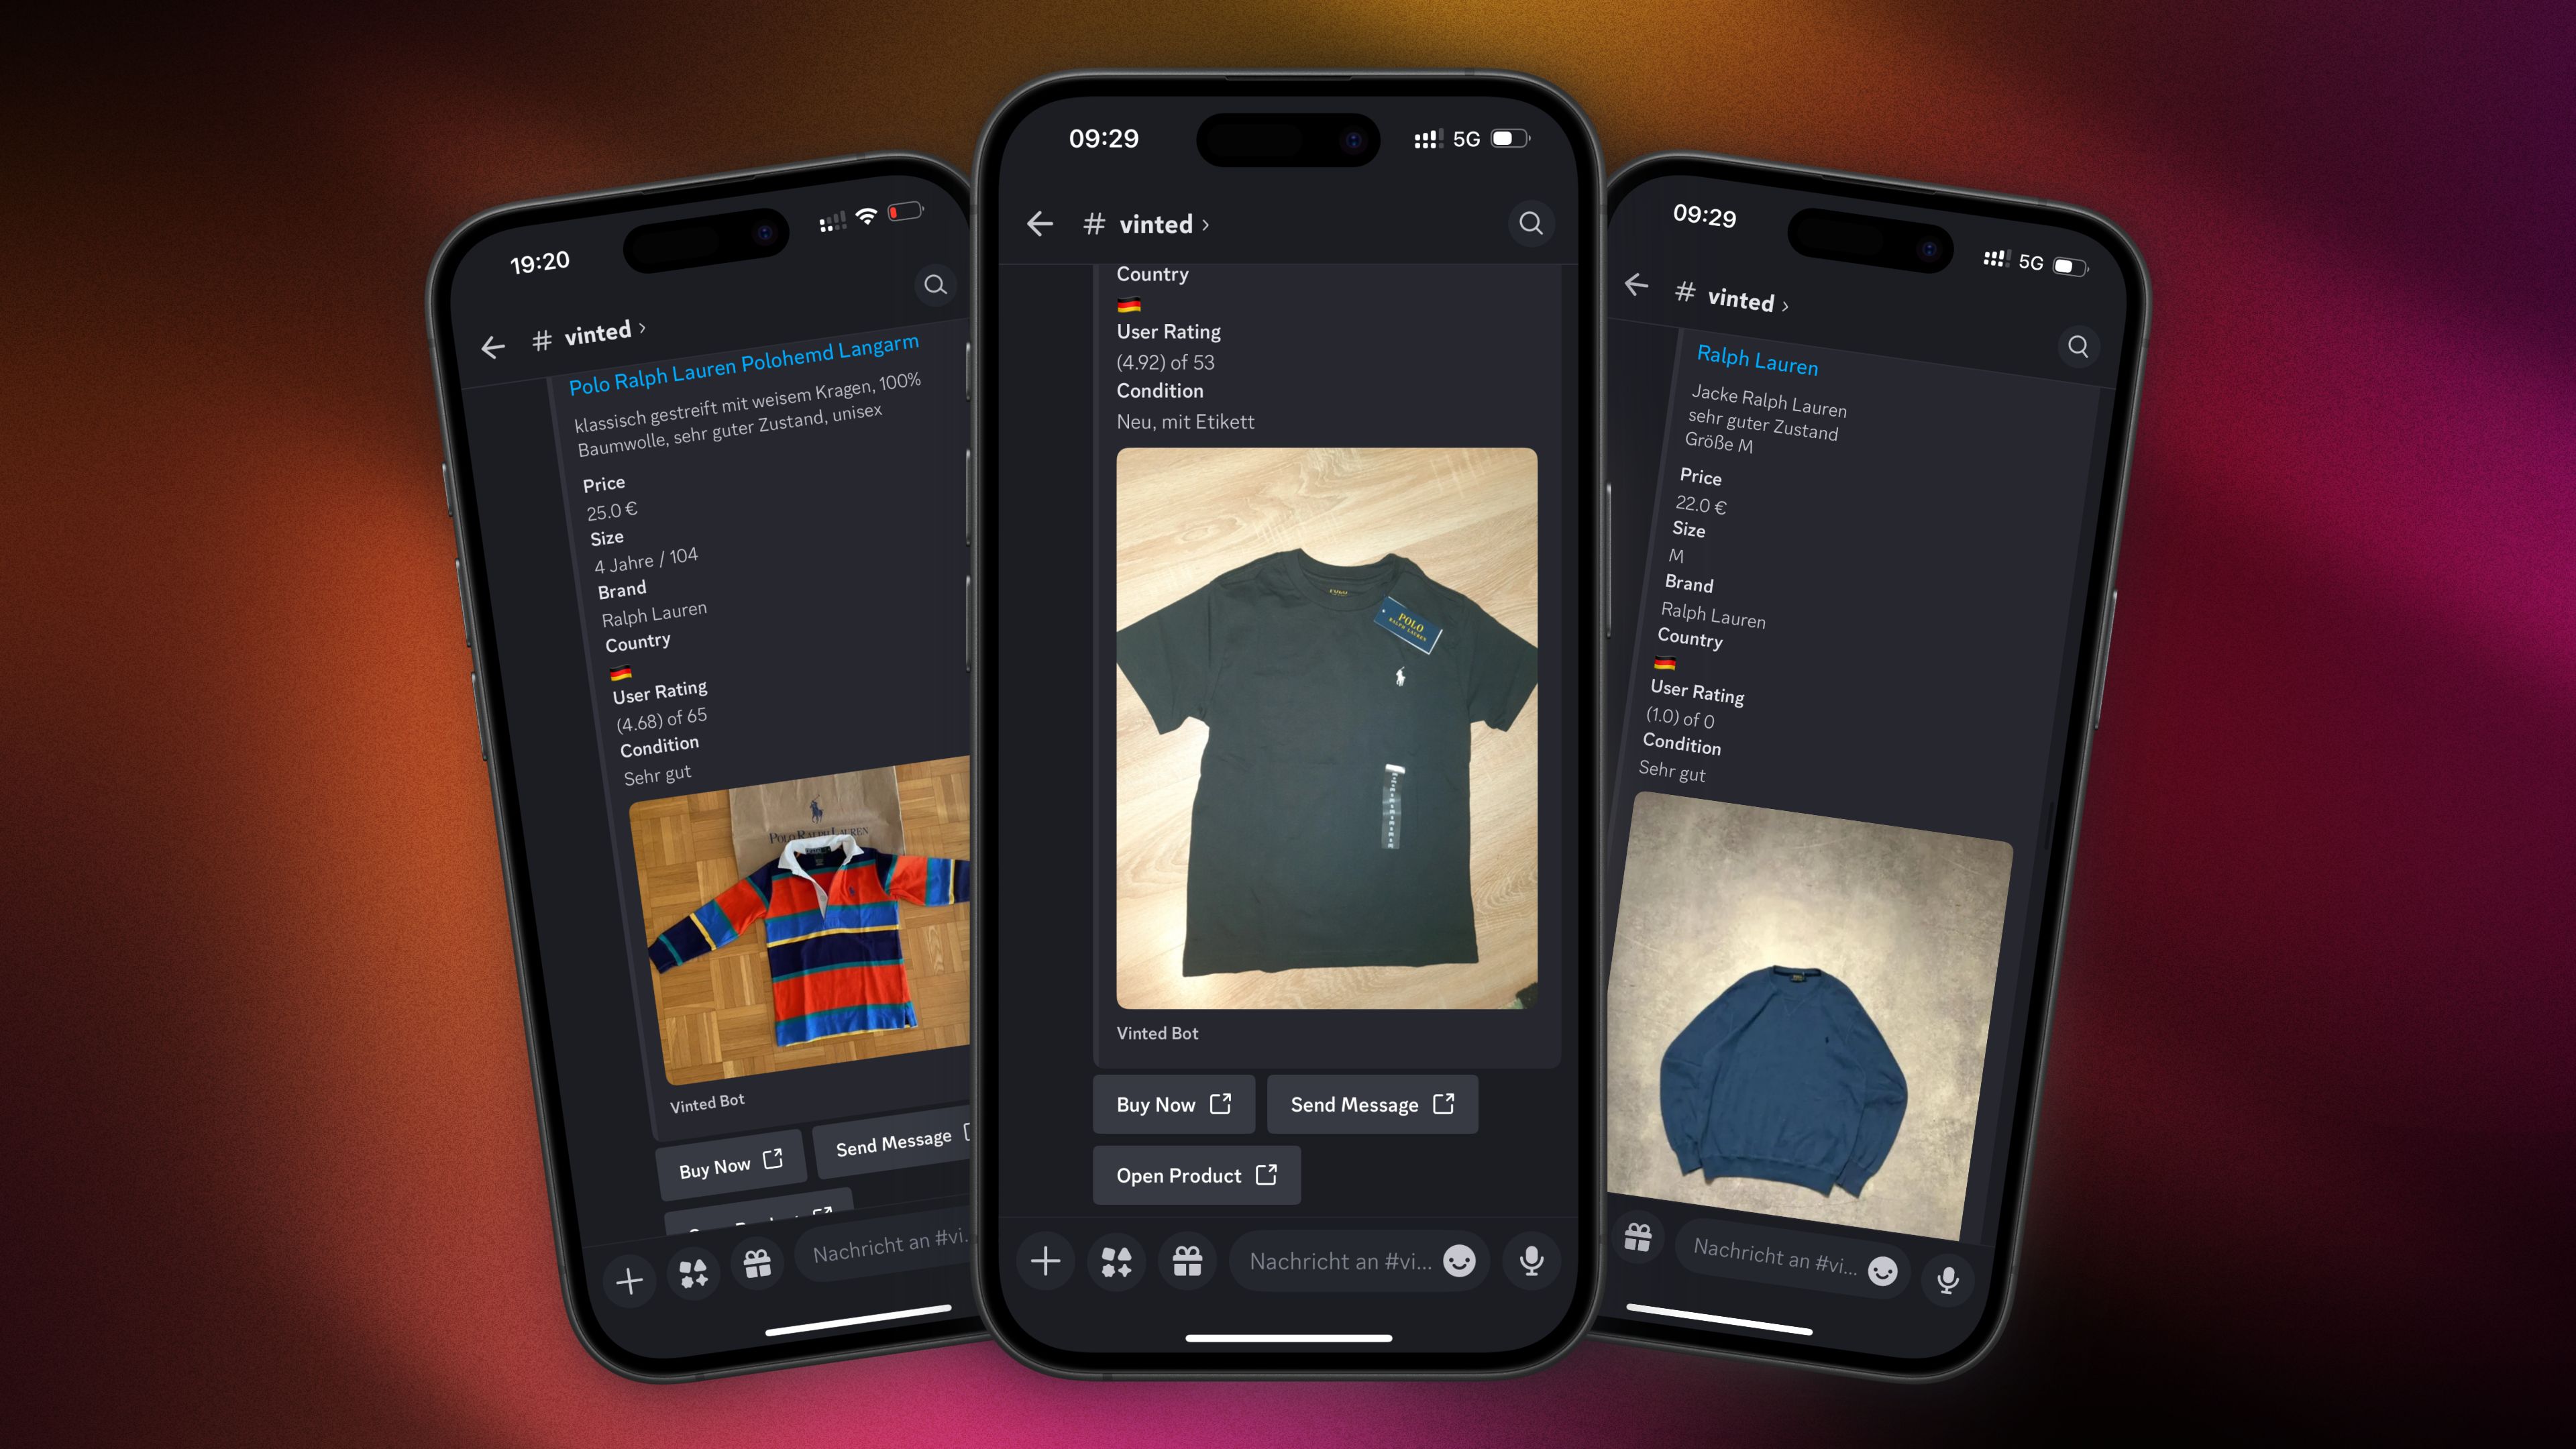 19:20
# vinted ›
Polo Ralph Lauren Polohemd Langarm
klassisch gestreift mit weisem Kragen, 100%
Baumwolle, sehr guter Zustand, unisex
Price
25.0 €
Size
4 Jahre / 104
Brand
Ralph Lauren
Country
User Rating
(4.68) of 65
Condition
Sehr gut
POLO RALPH LAUREN
Vinted Bot
Buy Now
Send Message
Nachricht an #vi...
09:29
5G
# vinted ›
Country
User Rating
(4.92) of 53
Condition
Neu, mit Etikett
POLO
RALPH LAUREN
Vinted Bot
Buy Now
Send Message
Open Product
Nachricht an #vi...
09:29
5G
# vinted ›
Ralph Lauren
Jacke Ralph Lauren
sehr guter Zustand
Größe M
Price
22.0 €
Size
M
Brand
Ralph Lauren
Country
User Rating
(1.0) of 0
Condition
Sehr gut
Nachricht an #vi...